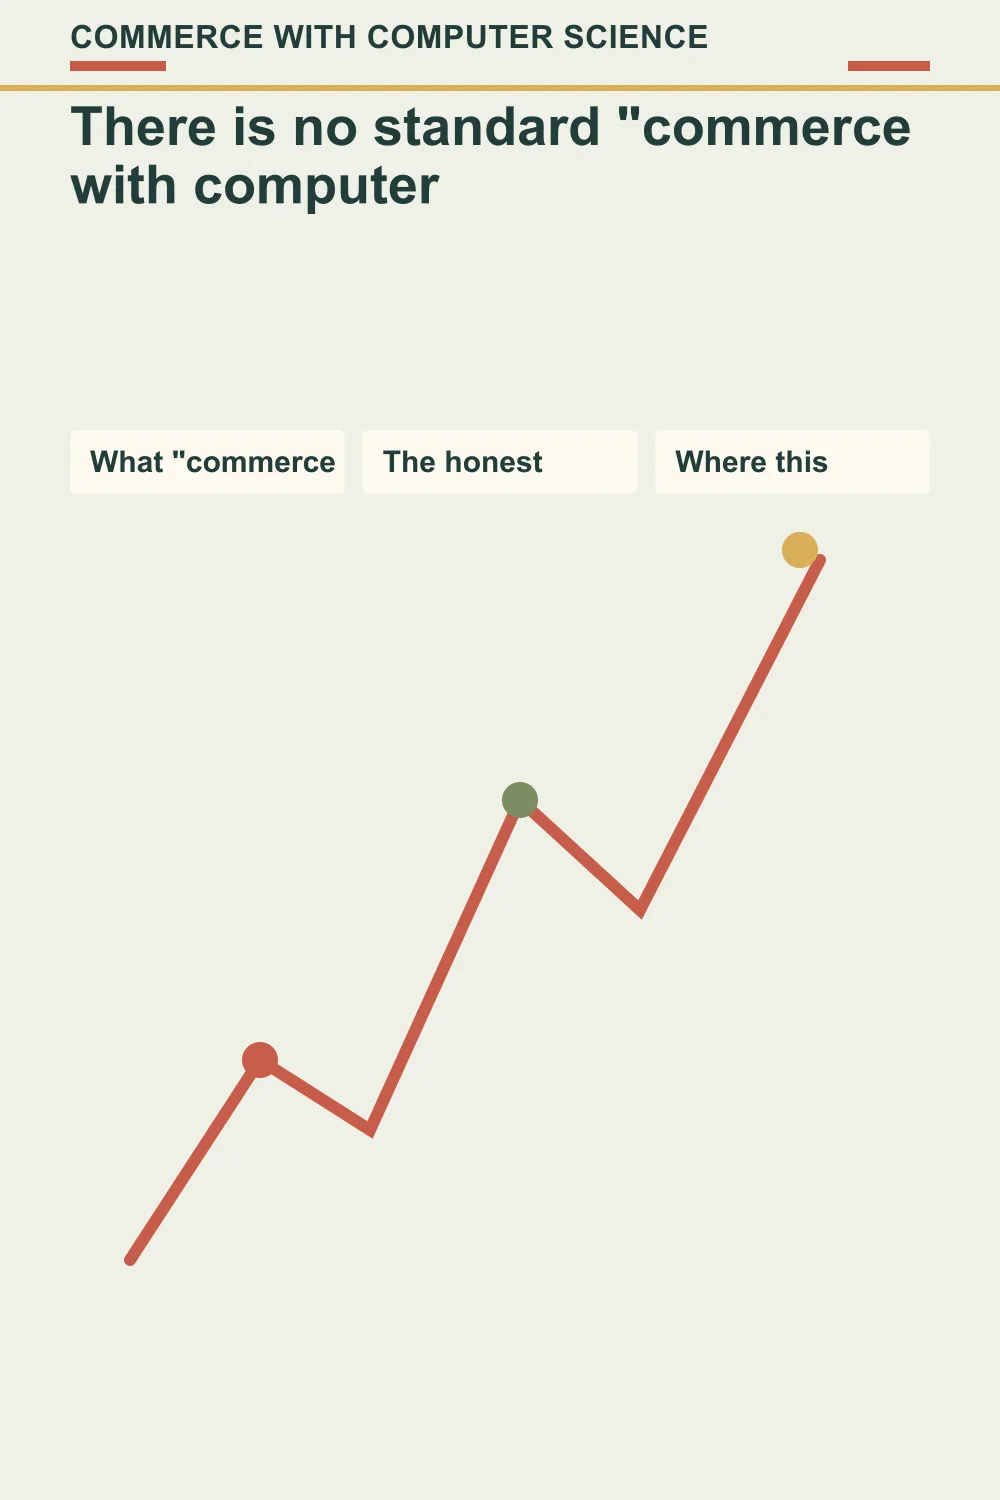 COMMERCE WITH COMPUTER SCIENCE
There is no standard "commerce
with computer
What "commerce
The honest
Where this